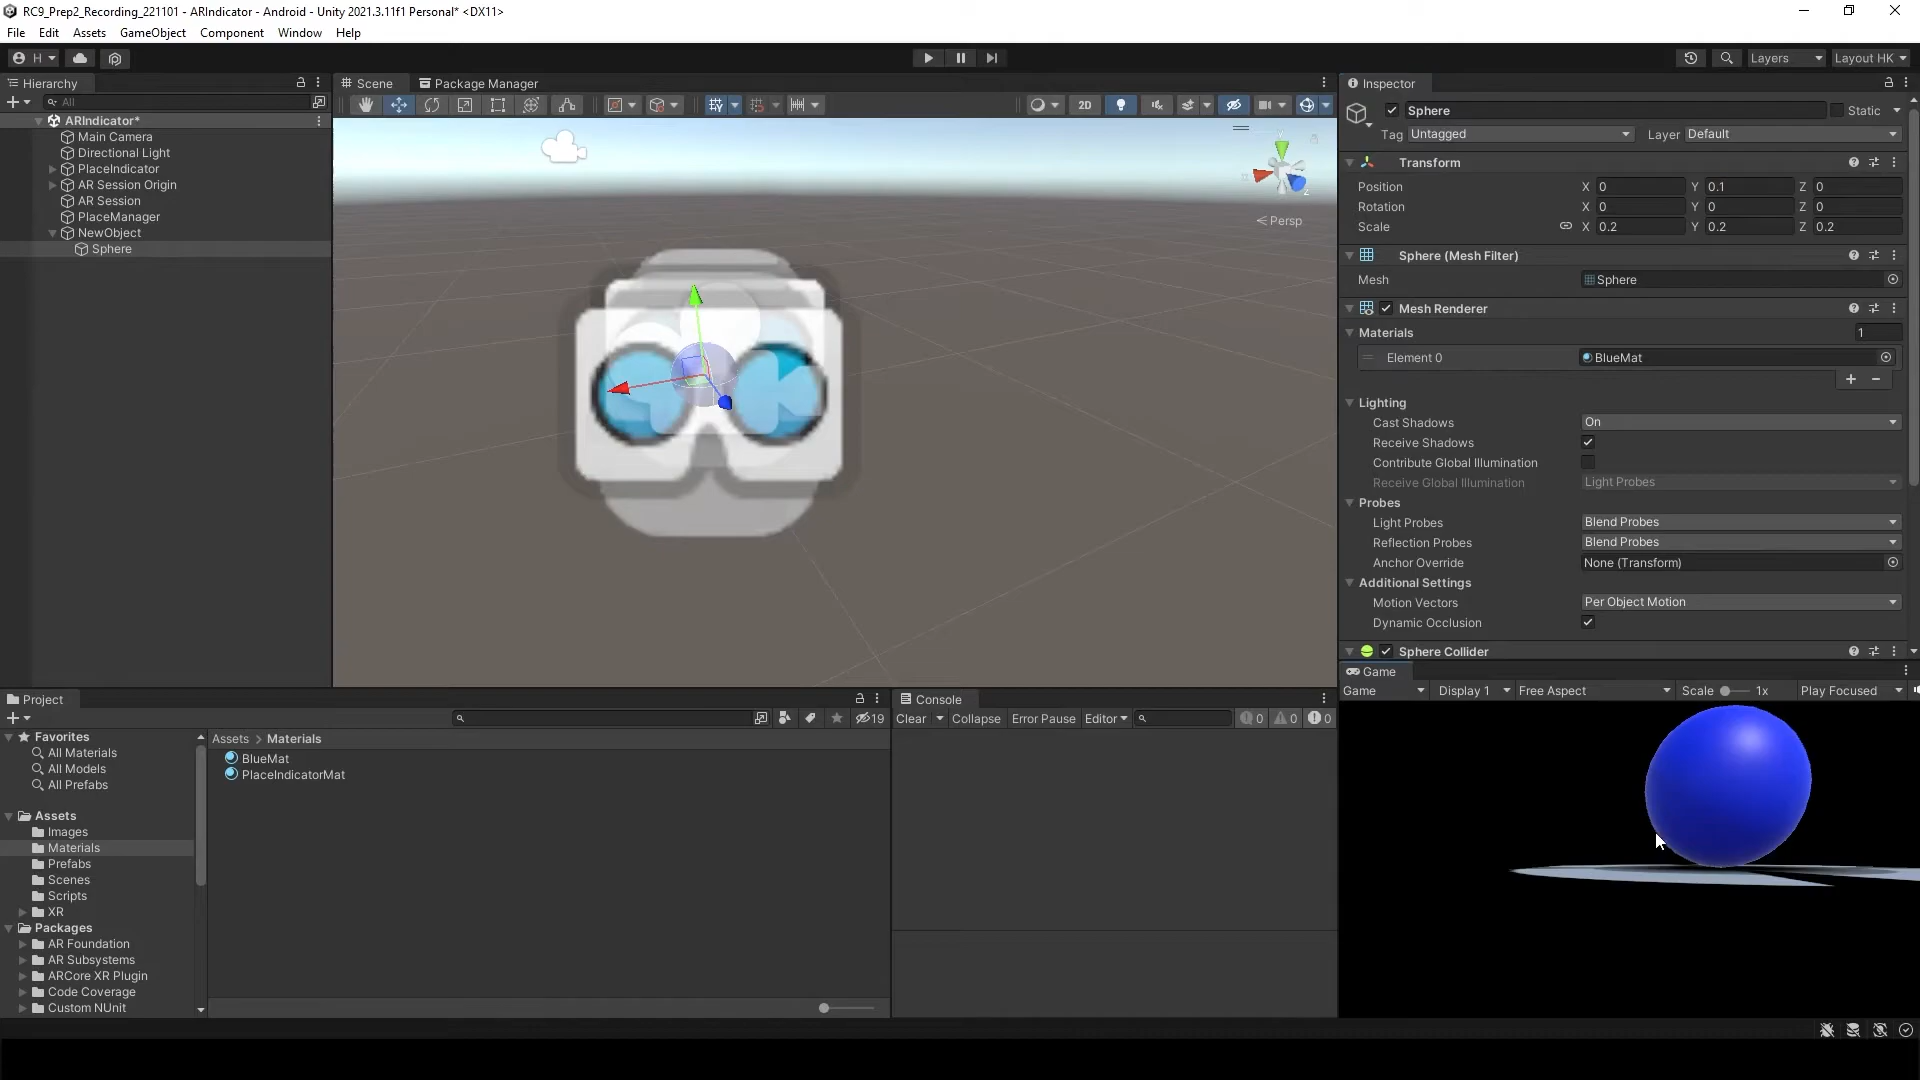 RC9_Prep2_Recording_221101 - ARIndicator - Android - Unity 2021.3.11f1 Personal* <DX11>
File Edit Assets GameObject Component Window Help
H
Layers Layout HK
Hierarchy
All
ARIndicator*
Main Camera
Directional Light
PlaceIndicator
AR Session Origin
AR Session
PlaceManager
NewObject
Sphere
Scene Package Manager
2D
y
x
z
Persp
Inspector
Sphere Static
Tag Untagged Layer Default
Transform
Position X 0 Y 0.1 Z 0
Rotation X 0 Y 0 Z 0
Scale X 0.2 Y 0.2 Z 0.2
Sphere (Mesh Filter)
Mesh Sphere
Mesh Renderer
Materials 1
Element 0 BlueMat
Lighting
Cast Shadows On
Receive Shadows
Contribute Global Illumination
Receive Global Illumination Light Probes
Probes
Light Probes Blend Probes
Reflection Probes Blend Probes
Anchor Override None (Transform)
Additional Settings
Motion Vectors Per Object Motion
Dynamic Occlusion
Sphere Collider
Game
Game Display 1 Free Aspect Scale 1x Play Focused
Project
19
Favorites
All Materials
All Models
All Prefabs
Assets
Images
Materials
Prefabs
Scenes
Scripts
XR
Packages
AR Foundation
AR Subsystems
ARCore XR Plugin
Code Coverage
Custom NUnit
Assets > Materials
BlueMat
PlaceIndicatorMat
Console
Clear Collapse Error Pause Editor 0 0 0